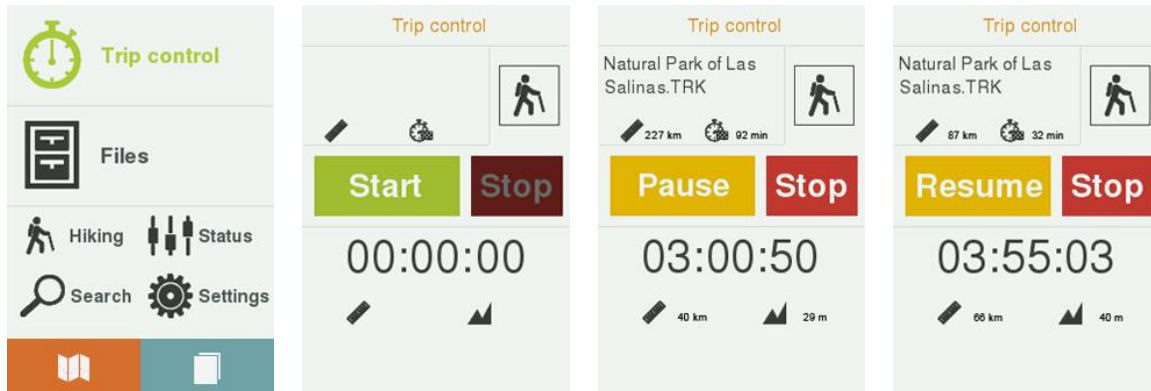 Trip control
Files
Hiking
Status
Search
Settings
Trip control
Start
Stop
00:00:00
Trip control
Natural Park of Las
Salinas.TRK
227 km
92 min
Pause
Stop
03:00:50
40 km
29 m
Trip control
Natural Park of Las
Salinas.TRK
87 km
32 min
Resume
Stop
03:55:03
66 km
40 m